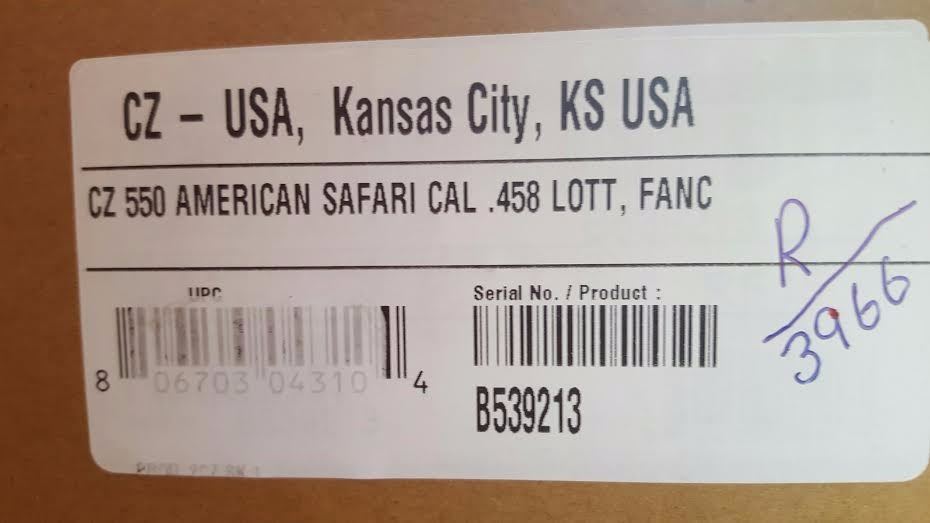 CZ – USA, Kansas City, KS USA
CZ 550 AMERICAN SAFARI CAL .458 LOTT, FANC
R/3966
UPC
8 06703 04310 4
Serial No. / Product :
B539213